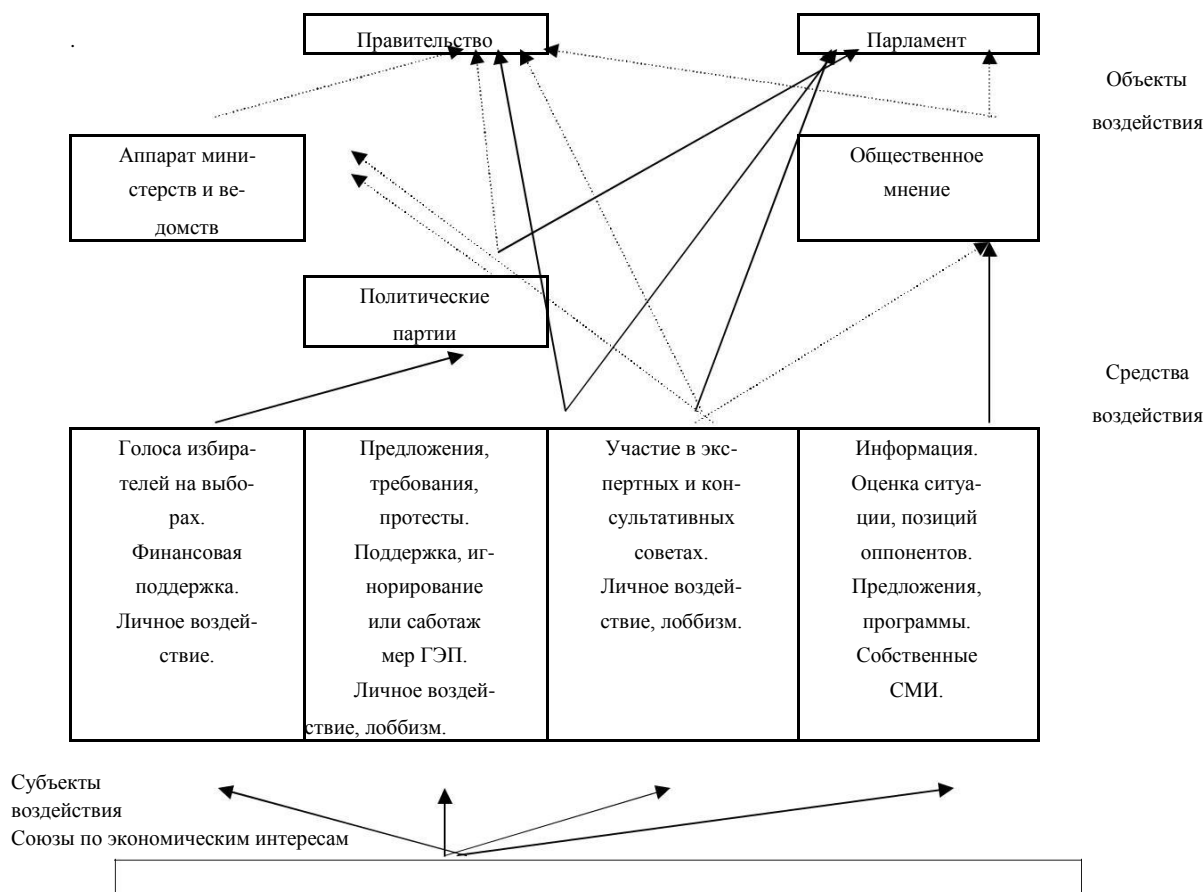 .
Правительство
Парламент
Объекты
воздействия
Аппарат мини-
стерств и ве-
домств
Общественное
мнение
Политические
партии
Средства
воздействия
Голоса избира-
телей на выбо-
рах.
Финансовая
поддержка.
Личное воздей-
ствие.
Предложения,
требования,
протесты.
Поддержка, иг-
норирование
или саботаж
мер ГЭП.
Личное воздей-
ствие, лоббизм.
Участие в экс-
пертных и кон-
сультативных
советах.
Личное воздей-
ствие, лоббизм.
Информация.
Оценка ситуа-
ции, позиций
оппонентов.
Предложения,
программы.
Собственные
СМИ.
Субъекты
воздействия
Союзы по экономическим интересам